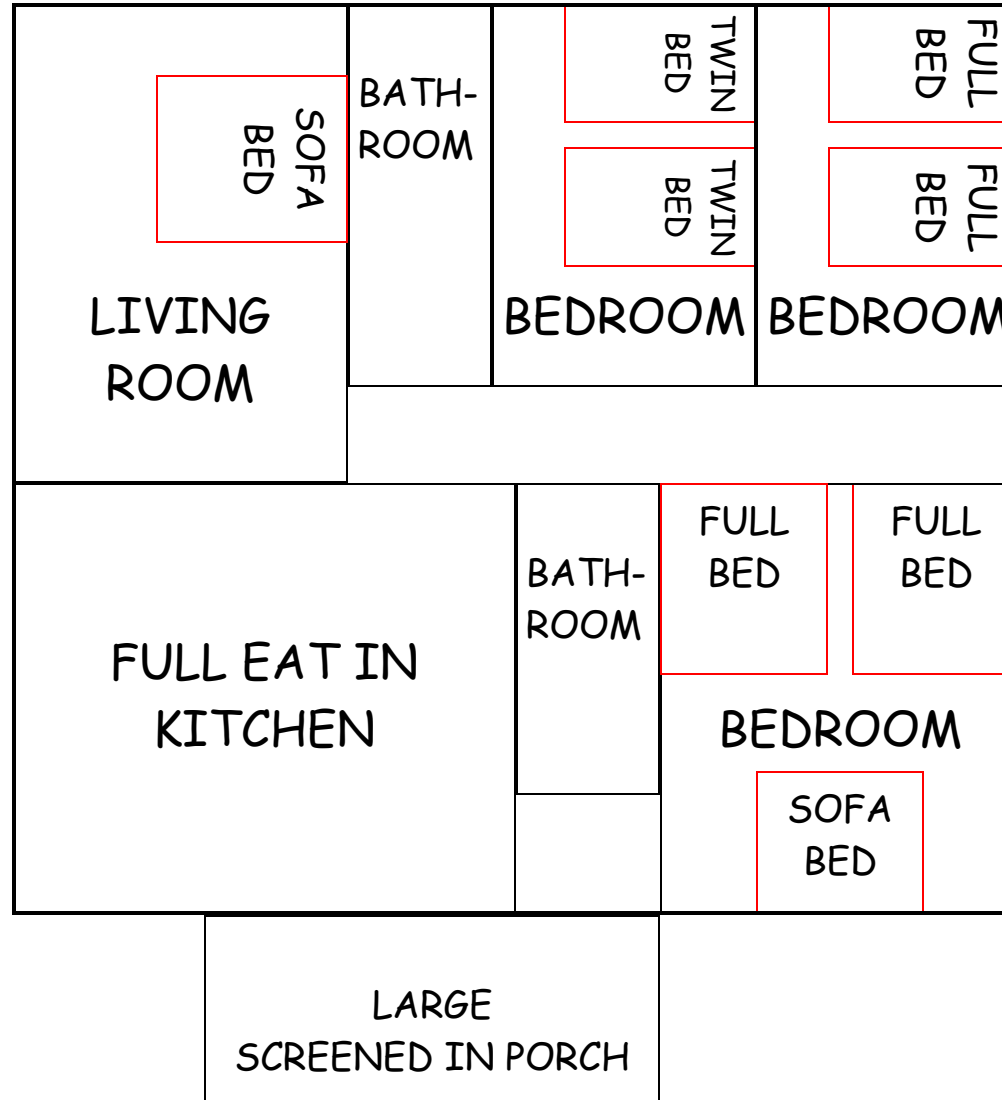 SOFA
BED
LIVING
ROOM
BATH-
ROOM
TWIN
BED
TWIN
BED
BEDROOM
FULL
BED
FULL
BED
BEDROOM
FULL EAT IN
KITCHEN
BATH-
ROOM
FULL
BED
FULL
BED
BEDROOM
SOFA
BED
LARGE
SCREENED IN PORCH